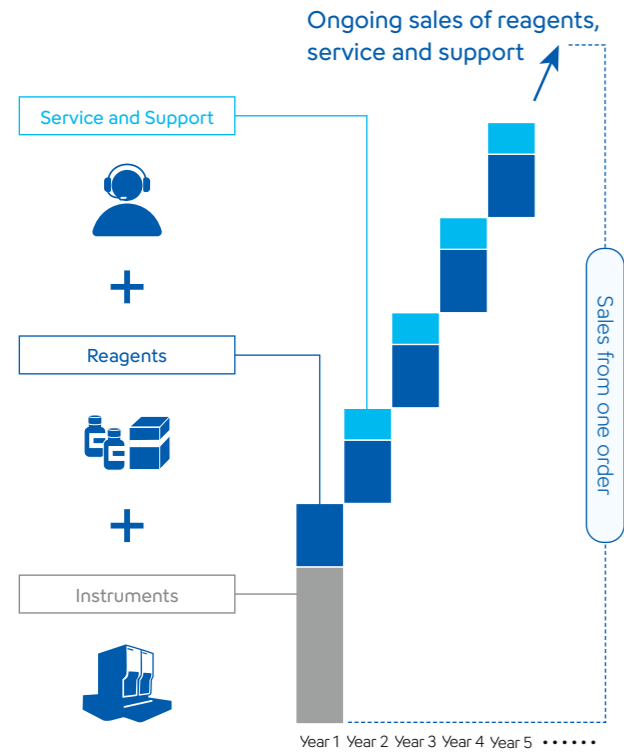 Ongoing sales of reagents,
service and support
Service and Support
+
Reagents
+
Instruments
Sales from one order
Year 1 Year 2 Year 3 Year 4 Year 5 ······